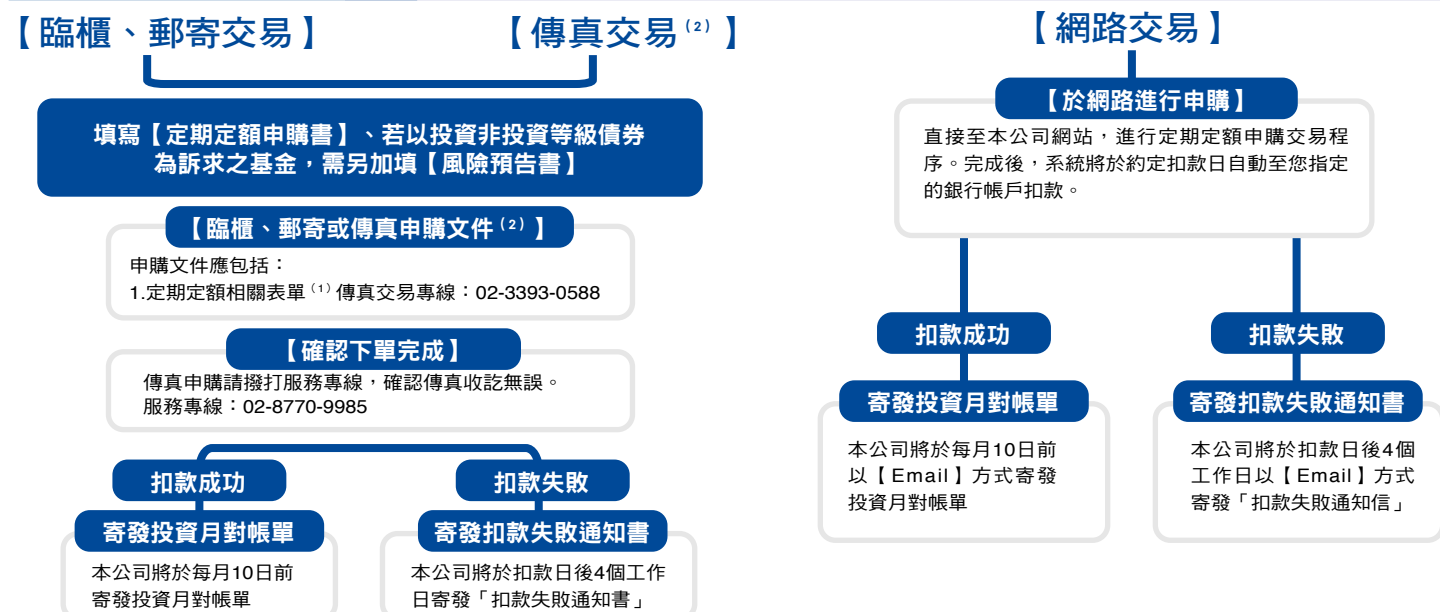 【臨櫃、郵寄交易】
【傳真交易(2)】
填寫【定期定額申購書】、若以投資非投資等級債券
為訴求之基金，需另加填【風險預告書】
【臨櫃、郵寄或傳真申購文件(2)】
申購文件應包括：
1.定期定額相關表單(1)傳真交易專線：02-3393-0588
【確認下單完成】
傳真申購請撥打服務專線，確認傳真收訖無誤。
服務專線：02-8770-9985
扣款成功
寄發投資月對帳單
本公司將於每月10日前
寄發投資月對帳單
扣款失敗
寄發扣款失敗通知書
本公司將於扣款日後4個工作
日寄發「扣款失敗通知書」
【網路交易】
【於網路進行申購】
直接至本公司網站，進行定期定額申購交易程
序。完成後，系統將於約定扣款日自動至您指定
的銀行帳戶扣款。
扣款成功
寄發投資月對帳單
本公司將於每月10日前
以【Email】方式寄發
投資月對帳單
扣款失敗
寄發扣款失敗通知書
本公司將於扣款日後4個
工作日以【Email】方式
寄發「扣款失敗通知信」